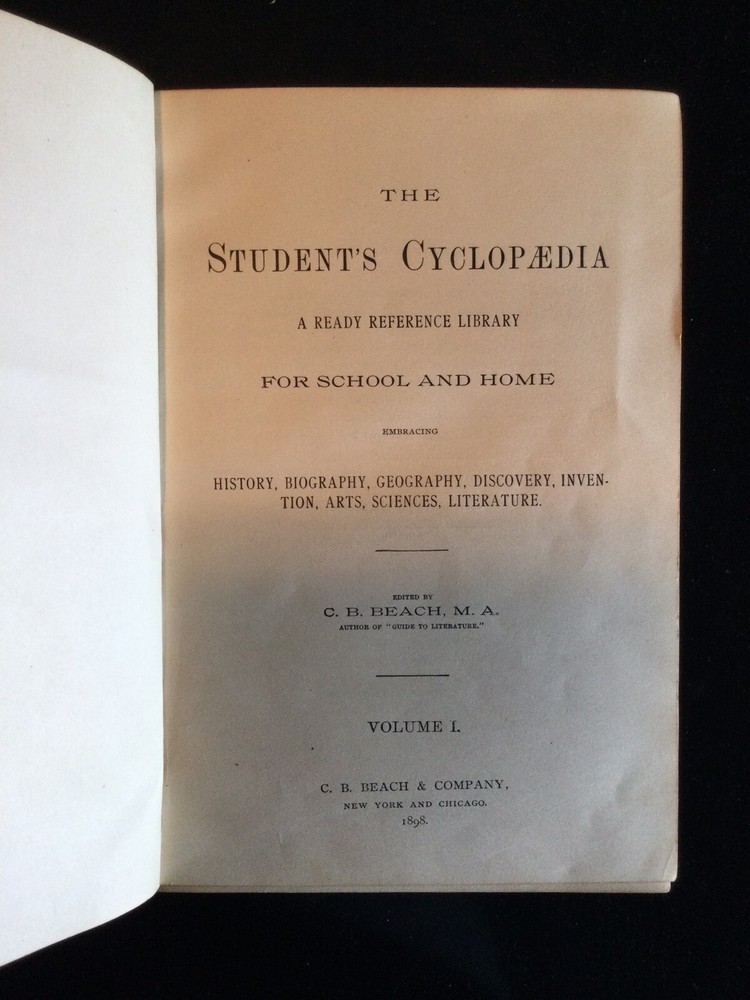 THE
STUDENT'S CYCLOPÆDIA
A READY REFERENCE LIBRARY
FOR SCHOOL AND HOME
EMBRACING
HISTORY, BIOGRAPHY, GEOGRAPHY, DISCOVERY, INVEN-
TION, ARTS, SCIENCES, LITERATURE.
EDITED BY
C. B. BEACH, M. A.
AUTHOR OF "GUIDE TO LITERATURE."
VOLUME I.
C. B. BEACH & COMPANY,
NEW YORK AND CHICAGO.
1898.